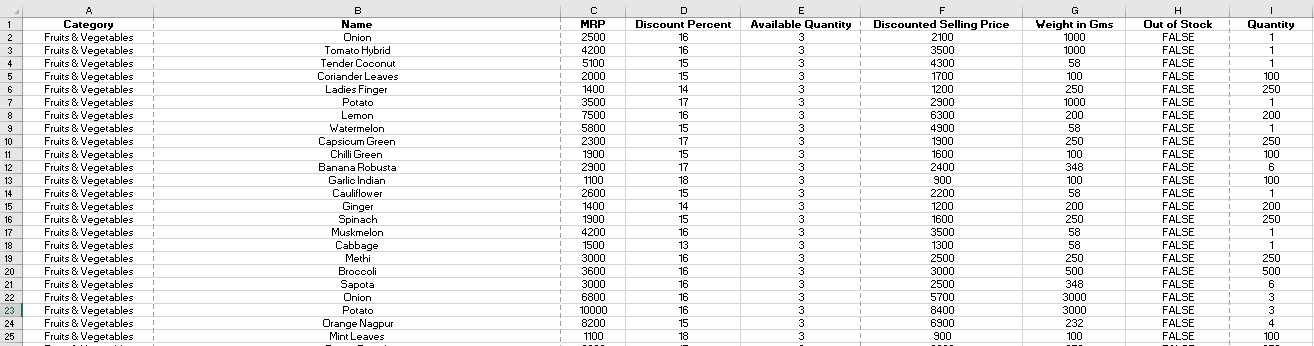 A B C D E F G H I
1 Category Name MRP Discount Percent Available Quantity Discounted Selling Price Weight in Gms Out of Stock Quantity
2 Fruits & Vegetables Onion 2500 16 3 2100 1000 FALSE 1
3 Fruits & Vegetables Tomato Hybrid 4200 16 3 3500 1000 FALSE 1
4 Fruits & Vegetables Tender Coconut 5100 15 3 4300 58 FALSE 1
5 Fruits & Vegetables Coriander Leaves 2000 15 3 1700 100 FALSE 100
6 Fruits & Vegetables Ladies Finger 1400 14 3 1200 250 FALSE 250
7 Fruits & Vegetables Potato 3500 17 3 2900 1000 FALSE 1
8 Fruits & Vegetables Lemon 7500 16 3 6300 200 FALSE 200
9 Fruits & Vegetables Watermelon 5800 15 3 4900 58 FALSE 1
10 Fruits & Vegetables Capsicum Green 2300 17 3 1900 250 FALSE 250
11 Fruits & Vegetables Chilli Green 1900 15 3 1600 100 FALSE 100
12 Fruits & Vegetables Banana Robusta 2900 17 3 2400 348 FALSE 6
13 Fruits & Vegetables Garlic Indian 1100 18 3 900 100 FALSE 100
14 Fruits & Vegetables Cauliflower 2600 15 3 2200 58 FALSE 1
15 Fruits & Vegetables Ginger 1400 14 3 1200 200 FALSE 200
16 Fruits & Vegetables Spinach 1900 15 3 1600 250 FALSE 250
17 Fruits & Vegetables Muskmelon 4200 16 3 3500 58 FALSE 1
18 Fruits & Vegetables Cabbage 1500 13 3 1300 58 FALSE 1
19 Fruits & Vegetables Methi 3000 16 3 2500 250 FALSE 250
20 Fruits & Vegetables Broccoli 3600 16 3 3000 500 FALSE 500
21 Fruits & Vegetables Sapota 3000 16 3 2500 348 FALSE 6
22 Fruits & Vegetables Onion 6800 16 3 5700 3000 FALSE 3
23 Fruits & Vegetables Potato 10000 16 3 8400 3000 FALSE 3
24 Fruits & Vegetables Orange Nagpur 8200 15 3 6900 232 FALSE 4
25 Fruits & Vegetables Mint Leaves 1100 18 3 900 100 FALSE 100